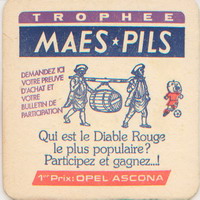 TROPHEE
MAES★PILS
DEMANDEZ ICI
VOTRE PREUVE
D'ACHAT ET
VOTRE
BULLETIN DE
PARTICIPATION
Qui est le Diable Rouge
le plus populaire?
Participez et gagnez...!
1er Prix: OPEL ASCONA